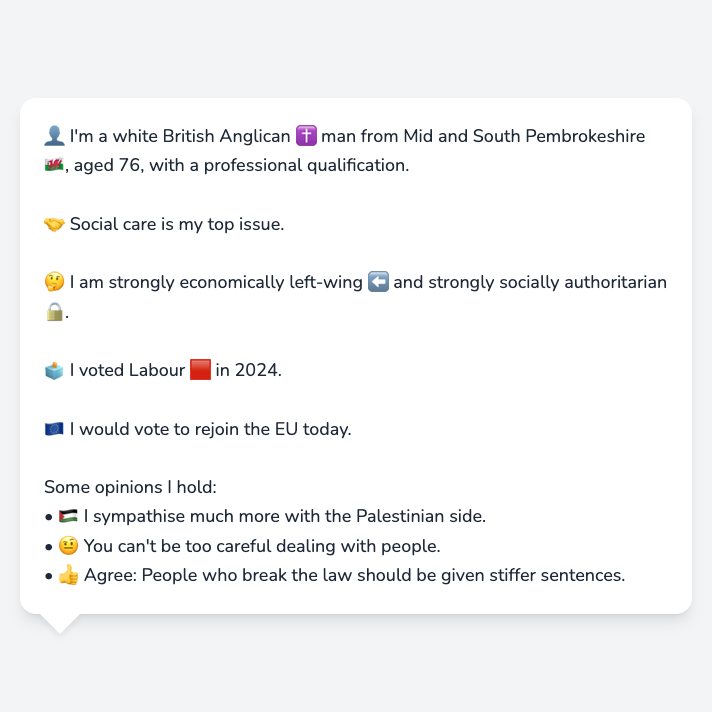 👤 I'm a white British Anglican ✝️ man from Mid and South Pembrokeshire
🏴󠁧󠁢󠁷󠁬󠁳󠁿, aged 76, with a professional qualification.
🤝 Social care is my top issue.
🤔 I am strongly economically left-wing ⬅️ and strongly socially authoritarian
🔒.
🗳️ I voted Labour 🟥 in 2024.
🇪🇺 I would vote to rejoin the EU today.
Some opinions I hold:
• 🇵🇸 I sympathise much more with the Palestinian side.
• 🤨 You can't be too careful dealing with people.
• 👍 Agree: People who break the law should be given stiffer sentences.